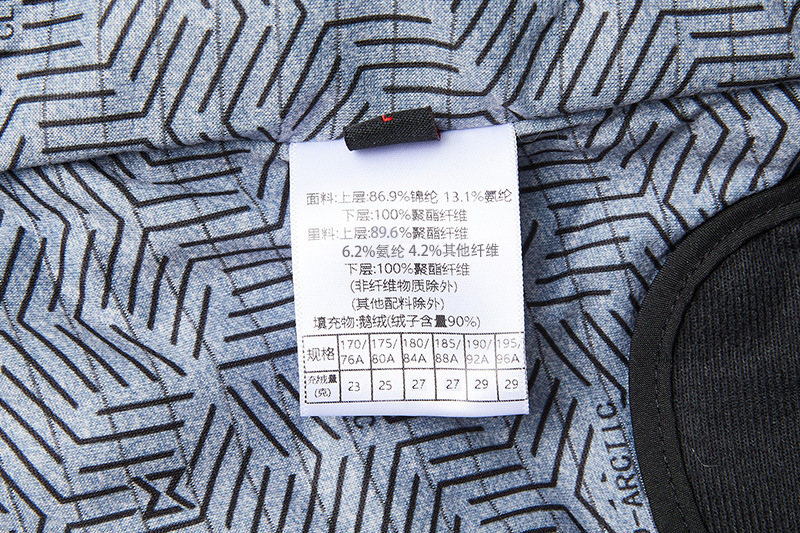 面料:上层:86.9%锦纶 13.1%氨纶
下层:100%聚酯纤维
里料:上层:89.6%聚酯纤维
6.2%氨纶 4.2%其他纤维
下层:100%聚酯纤维
(非纤维物质除外)
(其他配料除外)
填充物:鹅绒(绒子含量90%)
规格 170/76A 175/80A 180/84A 185/88A 190/92A 195/96A
充绒量(克) 23 25 27 27 29 29
O-ARCTIC